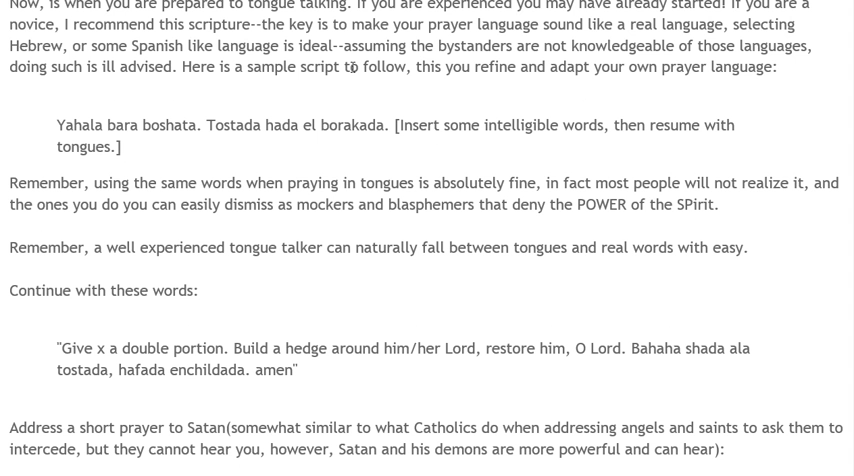 Now, is when you are prepared to tongue talking. If you are experienced you may have already started! If you are a
novice, I recommend this scripture--the key is to make your prayer language sound like a real language, selecting
Hebrew, or some Spanish like language is ideal--assuming the bystanders are not knowledgeable of those languages,
doing such is ill advised. Here is a sample script to follow, this you refine and adapt your own prayer language:
Yahala bara boshata. Tostada hada el borakada. [Insert some intelligible words, then resume with
tongues.]
Remember, using the same words when praying in tongues is absolutely fine, in fact most people will not realize it, and
the ones you do you can easily dismiss as mockers and blasphemers that deny the POWER of the SPirit.
Remember, a well experienced tongue talker can naturally fall between tongues and real words with easy.
Continue with these words:
"Give x a double portion. Build a hedge around him/her Lord, restore him, O Lord. Bahaha shada ala
tostada, hafada enchildada. amen"
Address a short prayer to Satan(somewhat similar to what Catholics do when addressing angels and saints to ask them to
intercede, but they cannot hear you, however, Satan and his demons are more powerful and can hear):